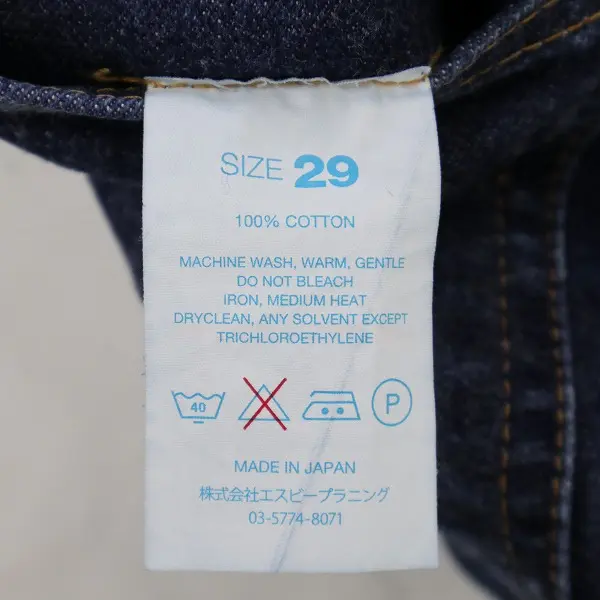 SIZE 29
100% COTTON
MACHINE WASH, WARM, GENTLE
DO NOT BLEACH
IRON, MEDIUM HEAT
DRYCLEAN, ANY SOLVENT EXCEPT
TRICHLOROETHYLENE
40 P
MADE IN JAPAN
株式会社エスピープラニング
03-5774-8071